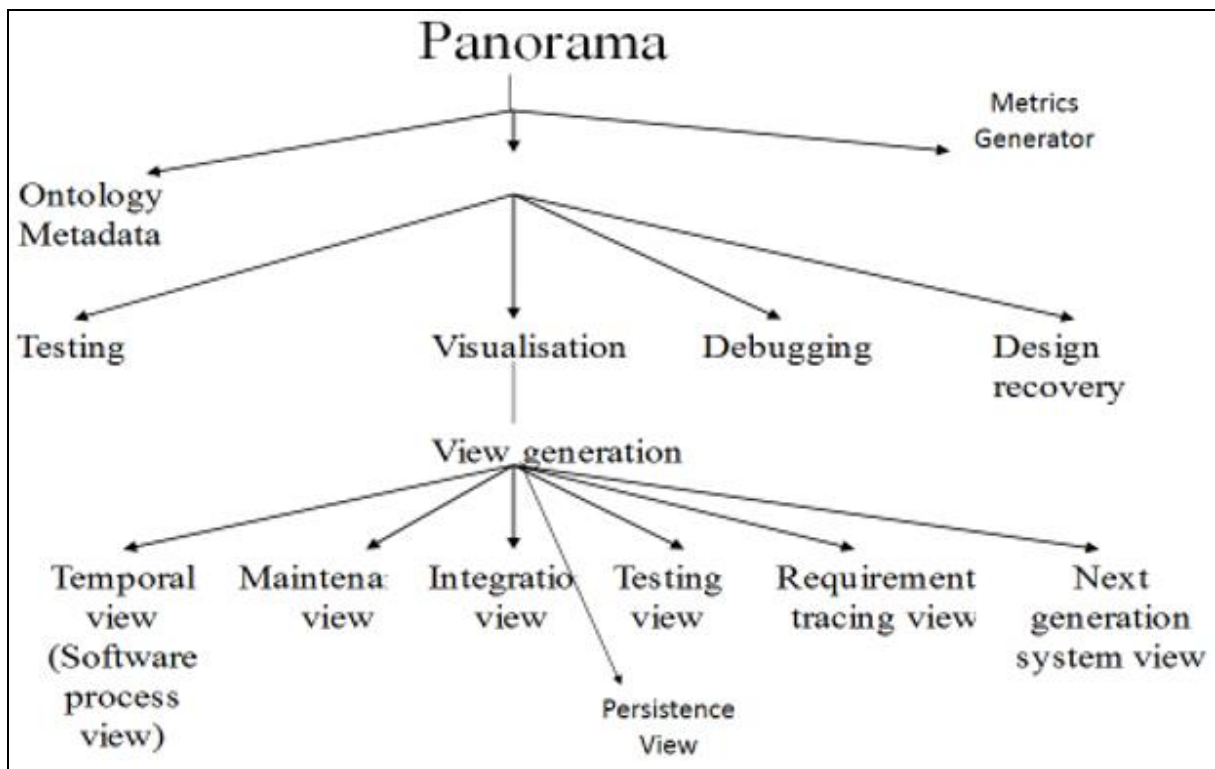 Panorama
Metrics
Generator
Ontology
Metadata
Testing
Visualisation
Debugging
Design
recovery
View generation
Temporal
view
(Software
process
view)
Maintena
view
Integratio
view
Testing
view
Requirement
tracing view
Next
generation
system view
Persistence
View